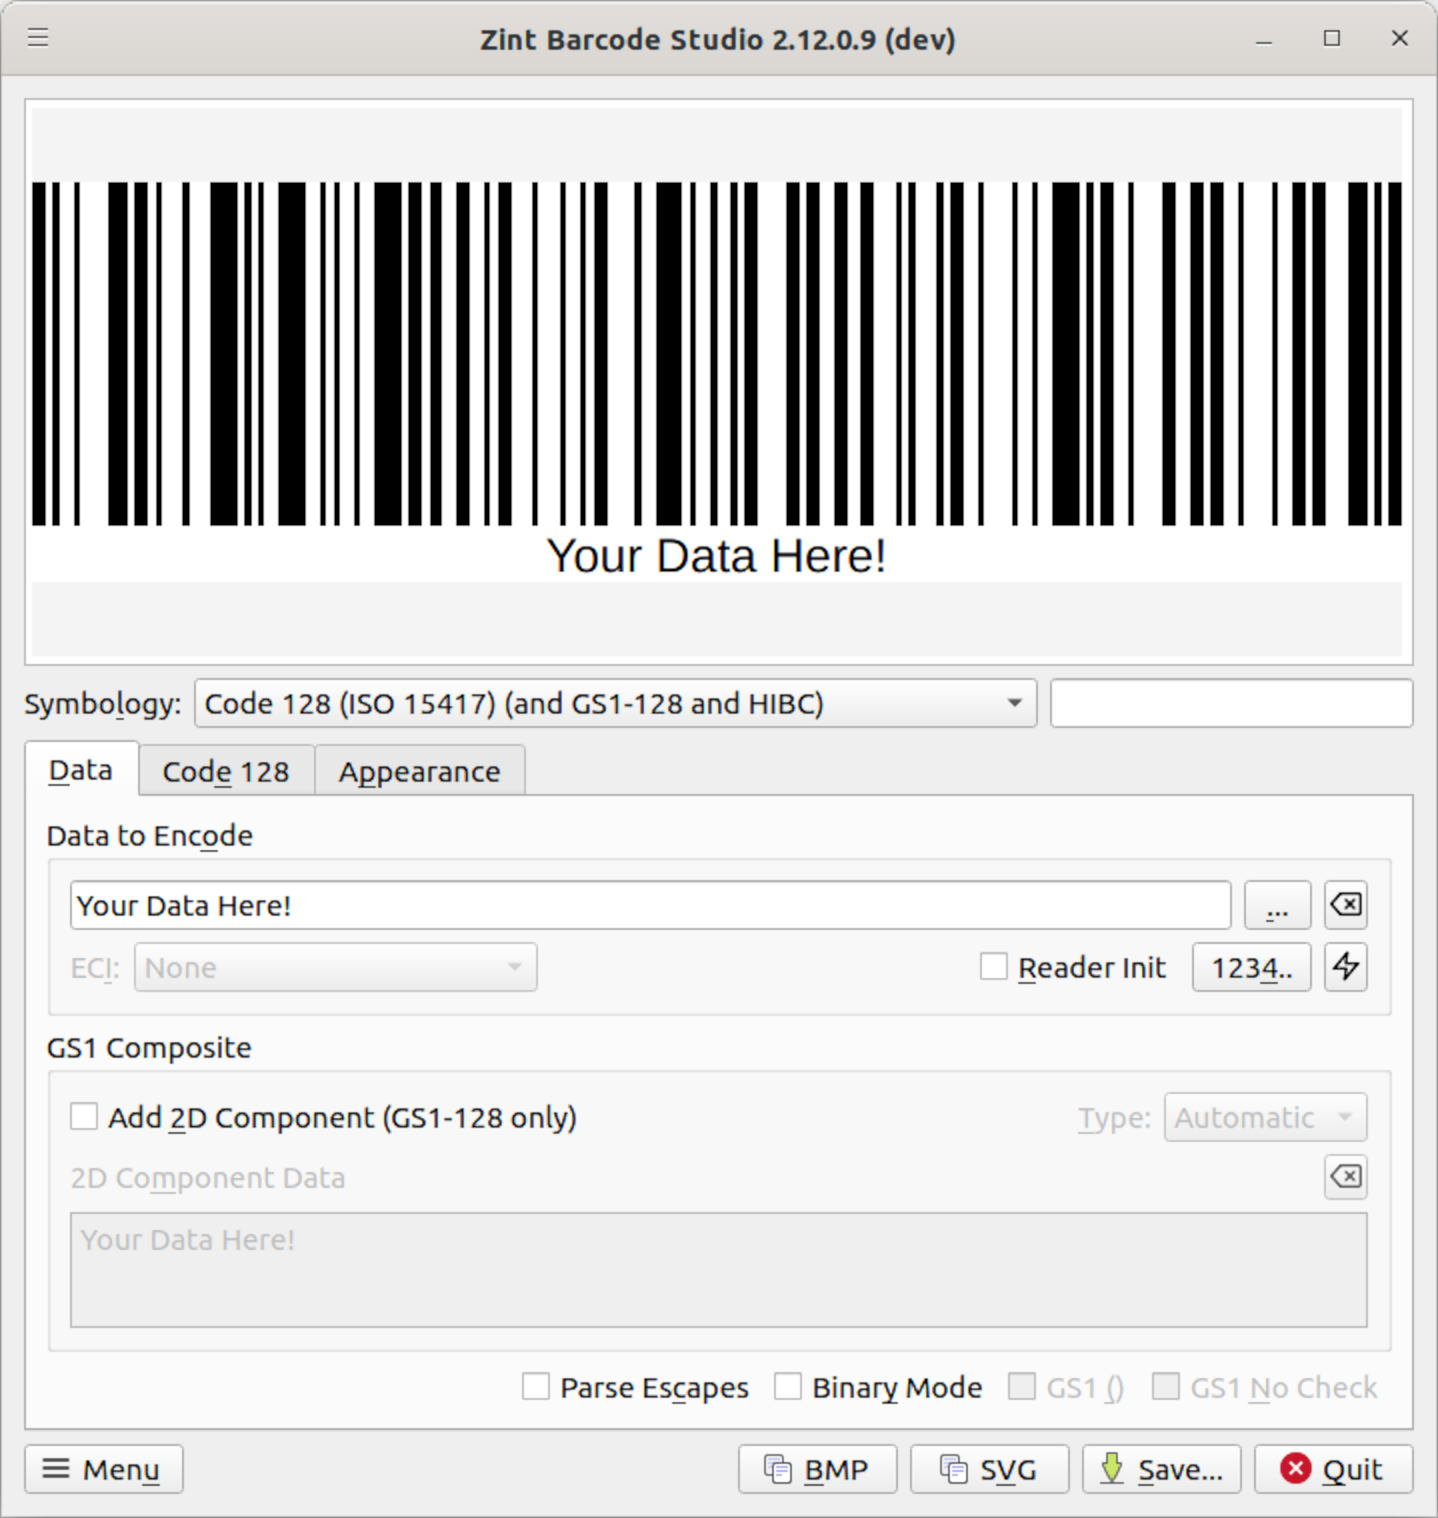 Zint Barcode Studio 2.12.0.9 (dev)
Your Data Here!
Symbology: Code 128 (ISO 15417) (and GS1-128 and HIBC)
Data Code 128 Appearance
Data to Encode
Your Data Here! ...
ECI: None Reader Init 1234..
GS1 Composite
Add 2D Component (GS1-128 only) Type: Automatic
2D Component Data
Your Data Here!
Parse Escapes Binary Mode GS1 () GS1 No Check
Menu BMP SVG Save... Quit